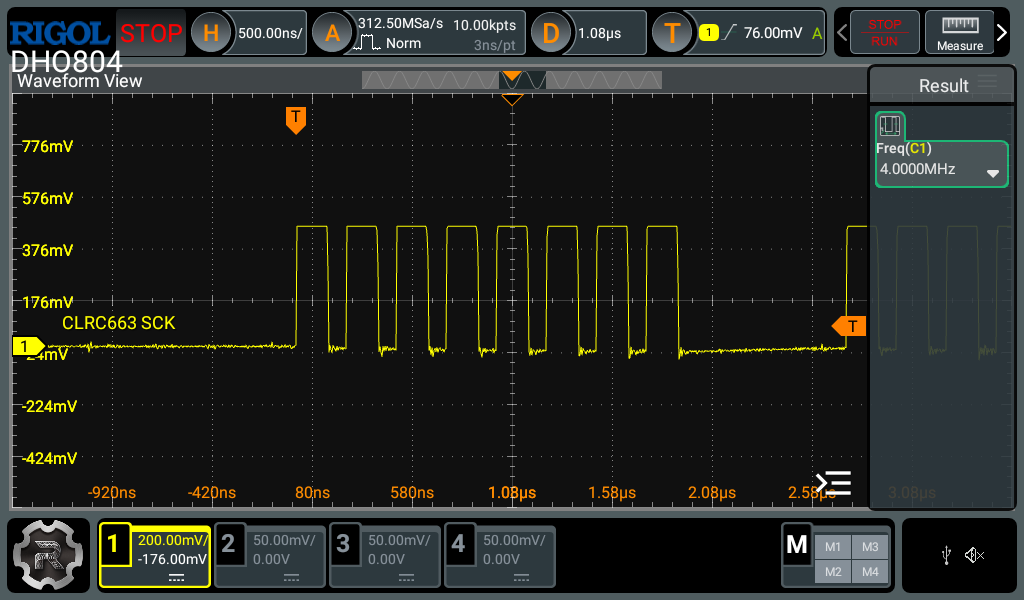 RIGOL STOP H 500.00ns/ A 312.50MSa/s 10.00kpts D 1.08µs T 1 76.00mV A STOP
RUN
Norm 3ns/pt Measure
DHO804
Waveform View Result
T
776mV
Freq(C1)
4.0000MHz
576mV
376mV
176mV
CLRC663 SCK T
1
-24mV
-224mV
-424mV
-920ns -420ns 80ns 580ns 1.08µs 1.58µs 2.08µs 2.58µs 3.08µs
1 200.00mV/ 2 50.00mV/ 3 50.00mV/ 4 50.00mV/ M M1 M3
-176.00mV 0.00V 0.00V 0.00V M2 M4
R